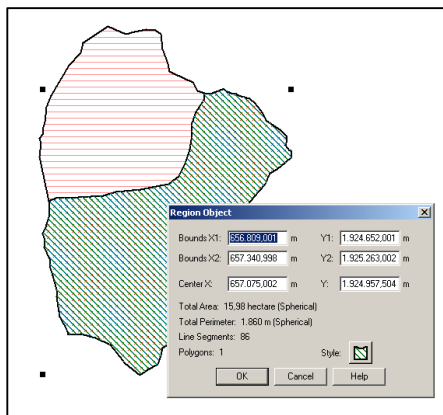 Region Object
Bounds X1: 656.809,001 m Y1: 1.924.652,001 m
Bounds X2: 657.340,998 m Y2: 1.925.263,002 m
Center X: 657.075,002 m Y: 1.924.957,504 m
Total Area: 15,98 hectare (Spherical)
Total Perimeter: 1.860 m (Spherical)
Line Segments: 86
Polygons: 1 Style:
OK Cancel Help